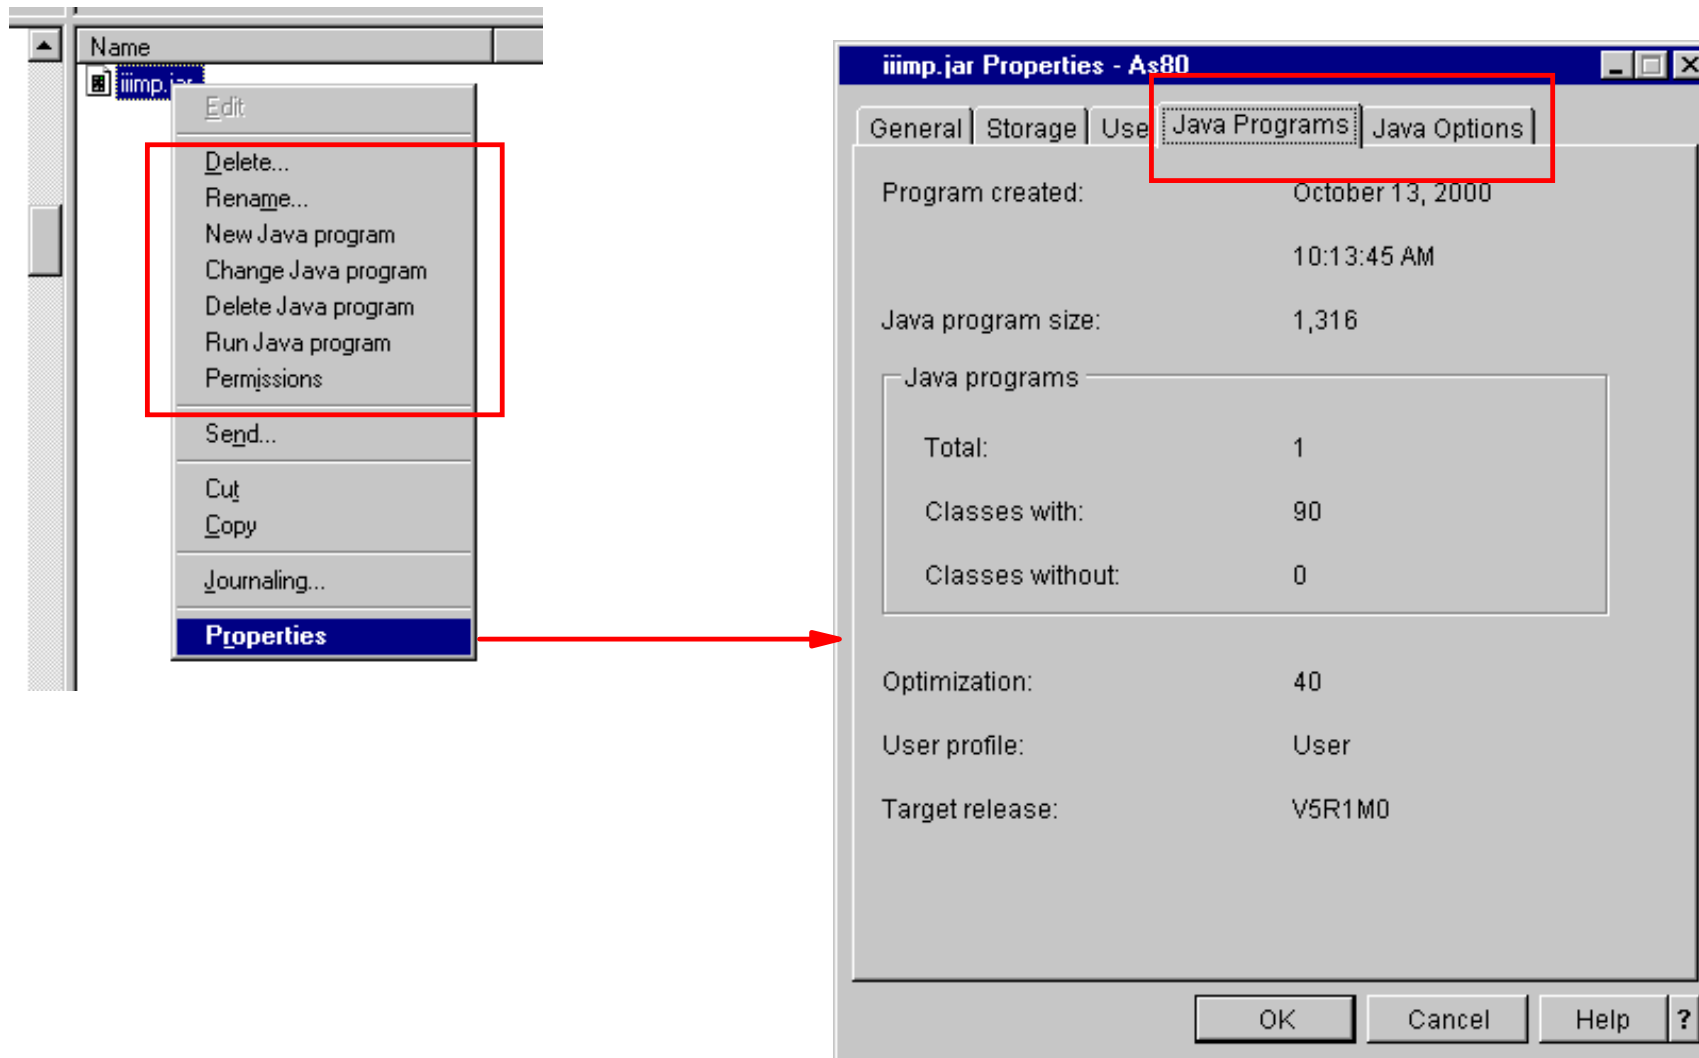 Name
iiimp.jar
Edit
Delete...
Rename...
New Java program
Change Java program
Delete Java program
Run Java program
Permissions
Send...
Cut
Copy
Journaling...
Properties
iiimp.jar Properties - As80
General Storage Use Java Programs Java Options
Program created: October 13, 2000
10:13:45 AM
Java program size: 1,316
Java programs
Total: 1
Classes with: 90
Classes without: 0
Optimization: 40
User profile: User
Target release: V5R1M0
OK Cancel Help ?